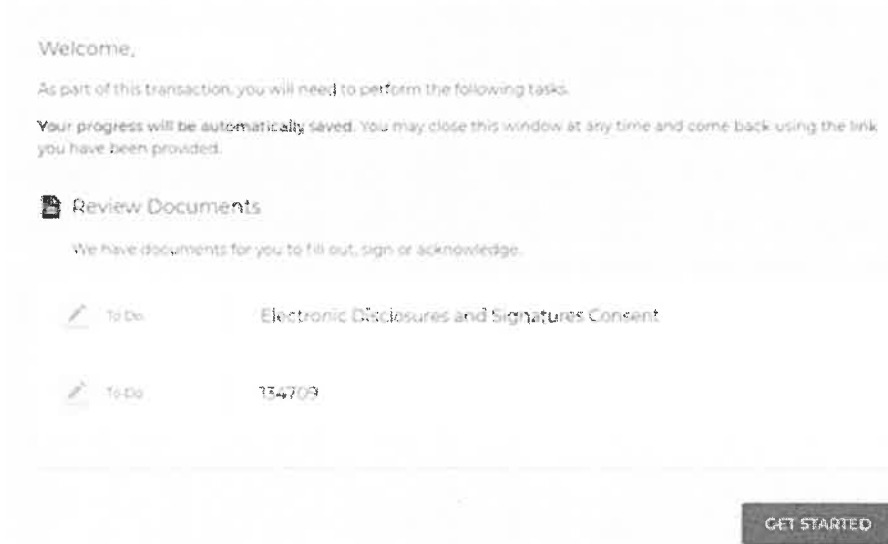 Welcome,
As part of this transaction, you will need to perform the following tasks.
Your progress will be automatically saved. You may close this window at any time and come back using the link
you have been provided.
Review Documents
We have documents for you to fill out, sign or acknowledge.
To Do
Electronic Disclosures and Signatures Consent
To Do
134709
GET STARTED